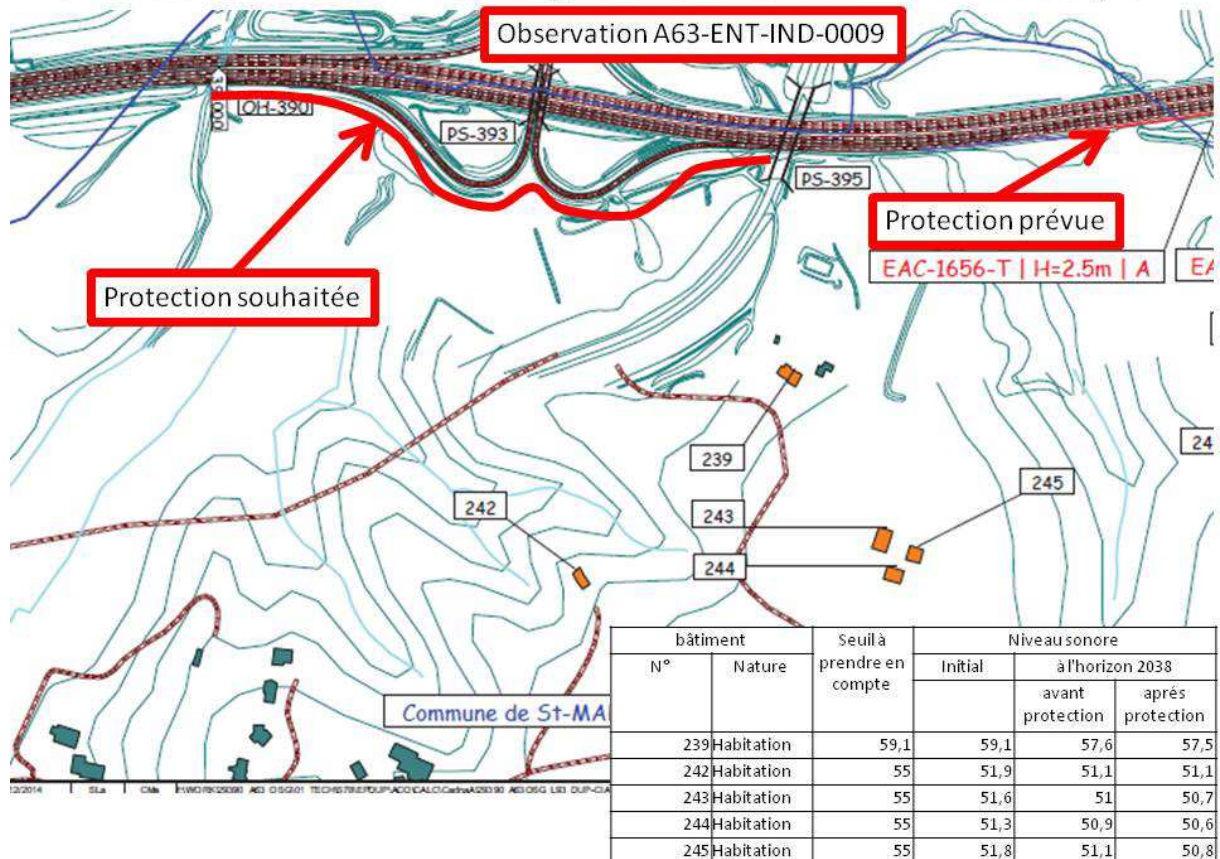 Observation A63-ENT-IND-0009
OH-390
PS-393
PS-395
Protection prévue
EAC-1656-T | H=2.5m | A
EA
Protection souhaitée
239
24
245
242
243
244
Commune de St-MA
bâtiment Seuil à prendre en compte Niveau sonore
N° Nature Initial à l'horizon 2038
avant protection aprés protection
239 Habitation 59,1 59,1 57,6 57,5
242 Habitation 55 51,9 51,1 51,1
243 Habitation 55 51,6 51 50,7
244 Habitation 55 51,3 50,9 50,6
245 Habitation 55 51,8 51,1 50,8